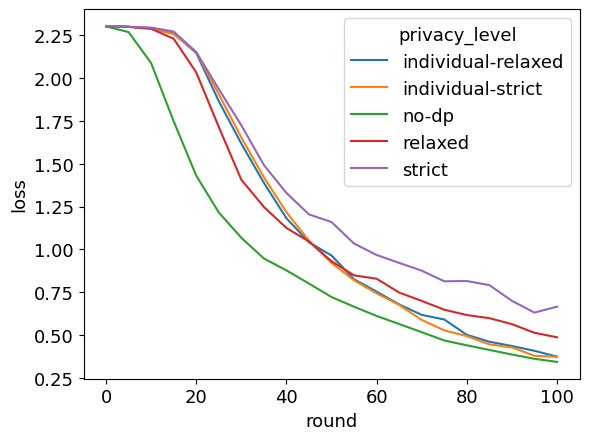 2.25
2.00
1.75
1.50
1.25
1.00
0.75
0.50
0.25
loss
0 20 40 60 80 100
round
privacy_level
individual-relaxed
individual-strict
no-dp
relaxed
strict